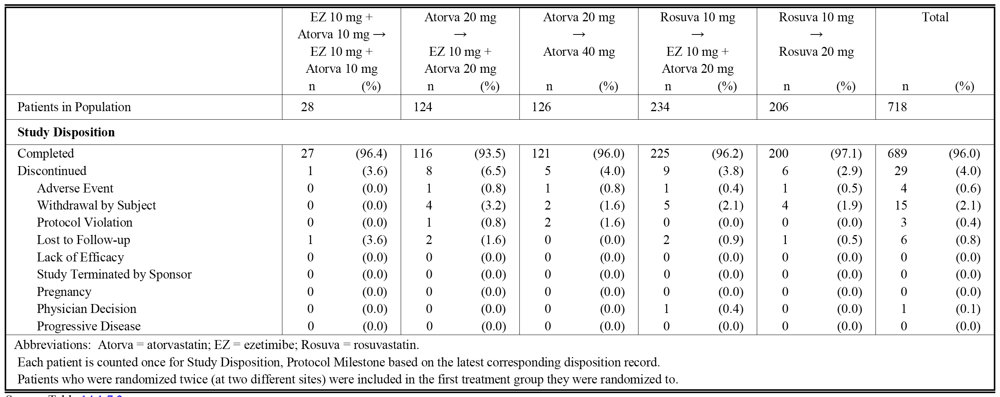 EZ 10 mg + Atorva 20 mg Atorva 20 mg Rosuva 10 mg Rosuva 10 mg Total
Atorva 10 mg → → → → →
EZ 10 mg + EZ 10 mg + Atorva 40 mg EZ 10 mg + Rosuva 20 mg
Atorva 10 mg Atorva 20 mg Atorva 20 mg
n (%) n (%) n (%) n (%) n (%) n (%)
Patients in Population 28 124 126 234 206 718
Study Disposition
Completed 27 (96.4) 116 (93.5) 121 (96.0) 225 (96.2) 200 (97.1) 689 (96.0)
Discontinued 1 (3.6) 8 (6.5) 5 (4.0) 9 (3.8) 6 (2.9) 29 (4.0)
Adverse Event 0 (0.0) 1 (0.8) 1 (0.8) 1 (0.4) 1 (0.5) 4 (0.6)
Withdrawal by Subject 0 (0.0) 4 (3.2) 2 (1.6) 5 (2.1) 4 (1.9) 15 (2.1)
Protocol Violation 0 (0.0) 1 (0.8) 2 (1.6) 0 (0.0) 0 (0.0) 3 (0.4)
Lost to Follow-up 1 (3.6) 2 (1.6) 0 (0.0) 2 (0.9) 1 (0.5) 6 (0.8)
Lack of Efficacy 0 (0.0) 0 (0.0) 0 (0.0) 0 (0.0) 0 (0.0) 0 (0.0)
Study Terminated by Sponsor 0 (0.0) 0 (0.0) 0 (0.0) 0 (0.0) 0 (0.0) 0 (0.0)
Pregnancy 0 (0.0) 0 (0.0) 0 (0.0) 0 (0.0) 0 (0.0) 0 (0.0)
Physician Decision 0 (0.0) 0 (0.0) 0 (0.0) 1 (0.4) 0 (0.0) 1 (0.1)
Progressive Disease 0 (0.0) 0 (0.0) 0 (0.0) 0 (0.0) 0 (0.0) 0 (0.0)
Abbreviations: Atorva = atorvastatin; EZ = ezetimibe; Rosuva = rosuvastatin.
Each patient is counted once for Study Disposition, Protocol Milestone based on the latest corresponding disposition record.
Patients who were randomized twice (at two different sites) were included in the first treatment group they were randomized to.